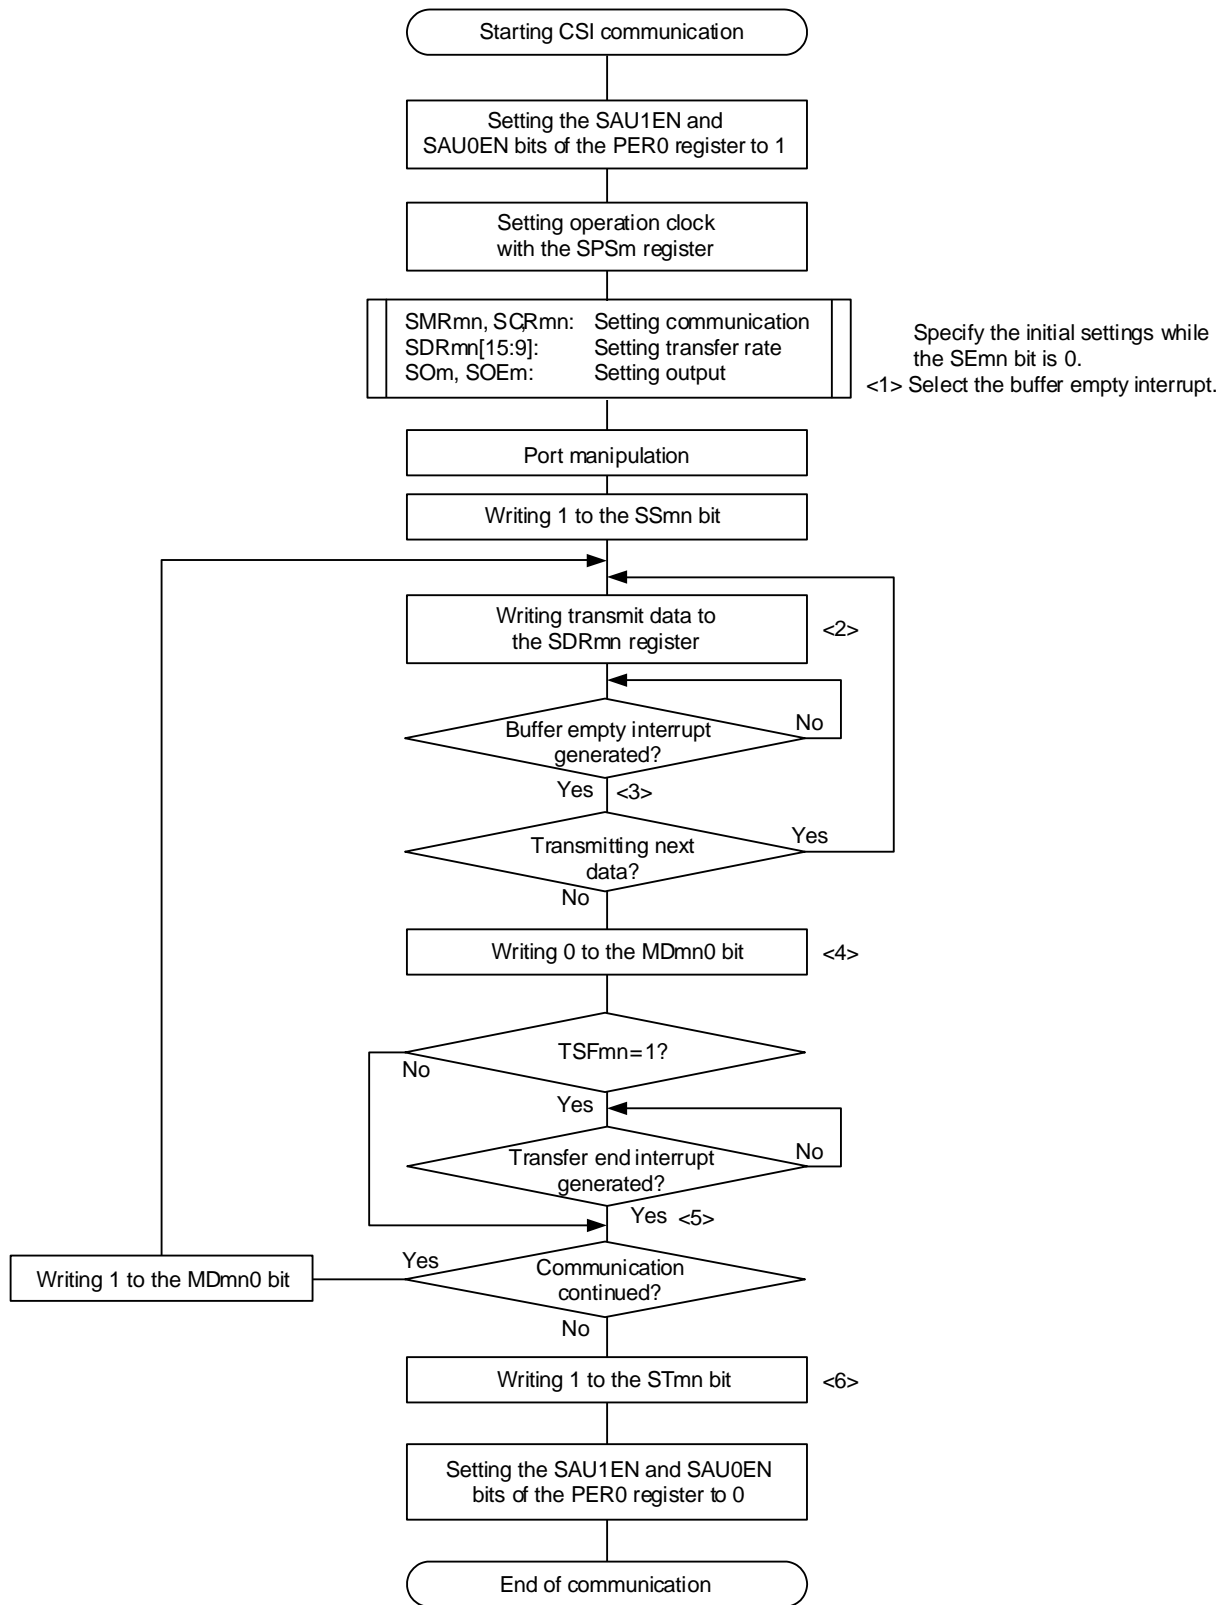 Starting CSI communication
Setting the SAU1EN and
SAU0EN bits of the PER0 register to 1
Setting operation clock
with the SPSm register
SMRmn, SC,Rmn: Setting communication
SDRmn[15:9]: Setting transfer rate
SOm, SOEm: Setting output
Specify the initial settings while
the SEmn bit is 0.
<1> Select the buffer empty interrupt.
Port manipulation
Writing 1 to the SSmn bit
Writing transmit data to
the SDRmn register
<2>
Buffer empty interrupt
generated?
No
Yes <3>
Transmitting next
data?
Yes
No
Writing 0 to the MDmn0 bit
<4>
TSFmn=1?
No
Yes
Transfer end interrupt
generated?
No
Yes <5>
Communication
continued?
Yes
Writing 1 to the MDmn0 bit
No
Writing 1 to the STmn bit
<6>
Setting the SAU1EN and SAU0EN
bits of the PER0 register to 0
End of communication